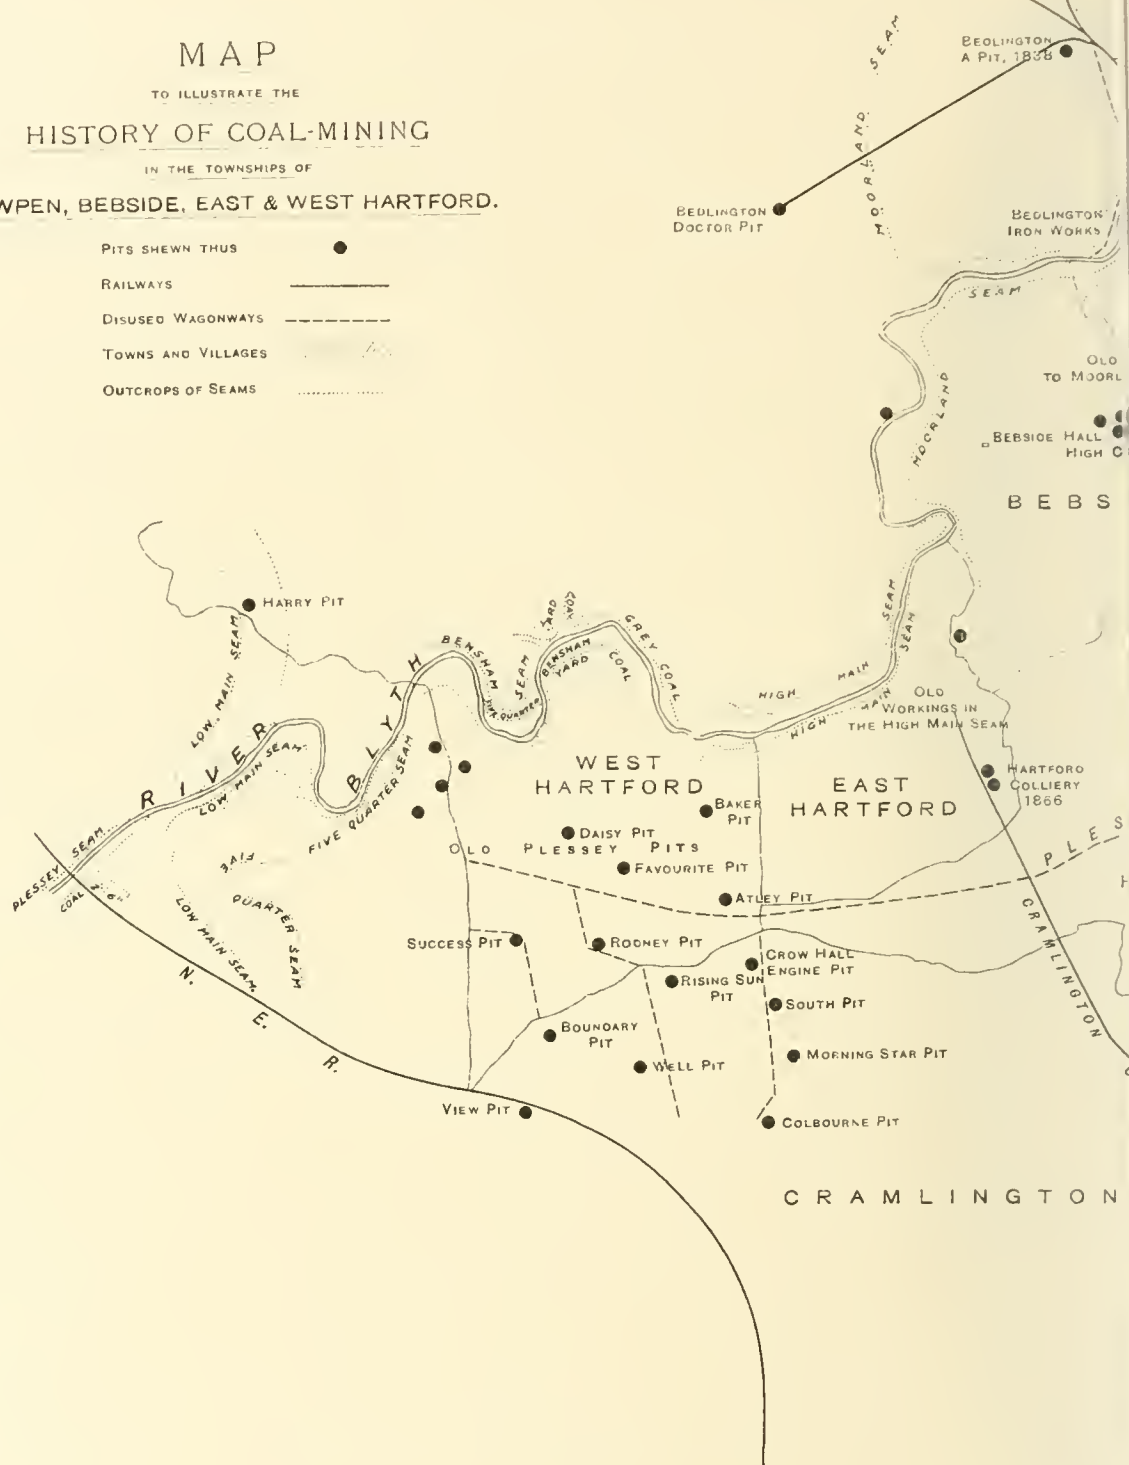 MAP
TO ILLUSTRATE THE
HISTORY OF COAL-MINING
IN THE TOWNSHIPS OF
WPEN, BEBSIDE, EAST & WEST HARTFORD.
PITS SHEWN THUS
RAILWAYS
DISUSED WAGONWAYS
TOWNS AND VILLAGES
OUTCROPS OF SEAMS
BEDLINGTON
A PIT, 1838
MOORLAND SEAM
BEDLINGTON
DOCTOR PIT
BEDLINGTON
IRON WORKS
MOORLAND SEAM
OLD
TO MOORL
BEBSIDE HALL
HIGH C
BEBS
HARRY PIT
LOW MAIN SEAM
RIVER BLYTH
LOW MAIN SEAM
PLESSEY SEAM
COAL
FIVE QUARTER SEAM
FIVE QUARTER SEAM
LOW MAIN SEAM.
BENSHAM SEAM
FIVE QUARTER
YARD COAL
BENSHAM
YARD COAL
GREY COAL
HIGH MAIN SEAM
HIGH MAIN SEAM
OLD
WORKINGS IN
THE HIGH MAIN SEAM
HARTFORD
COLLIERY
1866
WEST
HARTFORD
EAST
HARTFORD
BAKER
PIT
DAISY PIT
OLD PLESSEY PITS
FAVOURITE PIT
ATLEY PIT
PLES
H
SUCCESS PIT
RODNEY PIT
CROW HALL
ENGINE PIT
RISING SUN
PIT
SOUTH PIT
BOUNDARY
PIT
WELL PIT
MORNING STAR PIT
VIEW PIT
COLBOURNE PIT
N. E. R.
CRAMLINGTON
CRAMLINGTON